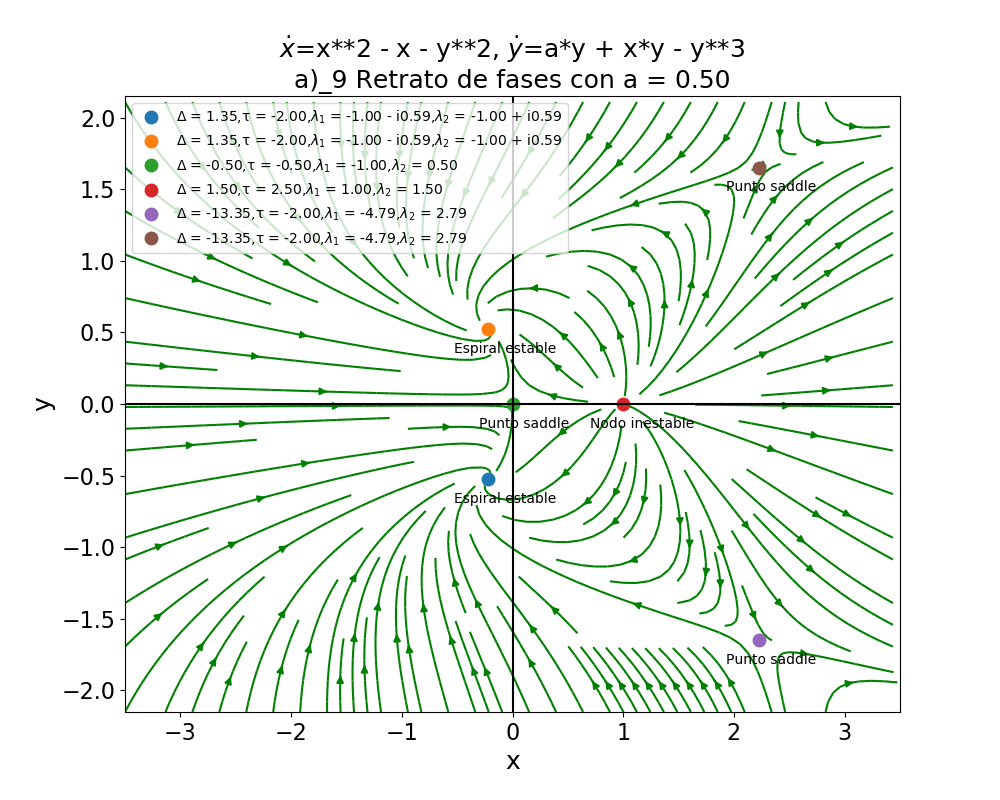 ẋ=x**2 - x - y**2, ẏ=a*y + x*y - y**3
a)_9 Retrato de fases con a = 0.50
Δ = 1.35,τ = -2.00,λ₁ = -1.00 - i0.59,λ₂ = -1.00 + i0.59
Δ = 1.35,τ = -2.00,λ₁ = -1.00 - i0.59,λ₂ = -1.00 + i0.59
Δ = -0.50,τ = -0.50,λ₁ = -1.00,λ₂ = 0.50
Δ = 1.50,τ = 2.50,λ₁ = 1.00,λ₂ = 1.50
Δ = -13.35,τ = -2.00,λ₁ = -4.79,λ₂ = 2.79
Δ = -13.35,τ = -2.00,λ₁ = -4.79,λ₂ = 2.79
2.0
1.5
1.0
0.5
0.0
−0.5
−1.0
−1.5
−2.0
y
Punto saddle
Espiral estable
Punto saddle
Nodo inestable
Espiral estable
Punto saddle
−3
−2
−1
0
1
2
3
x